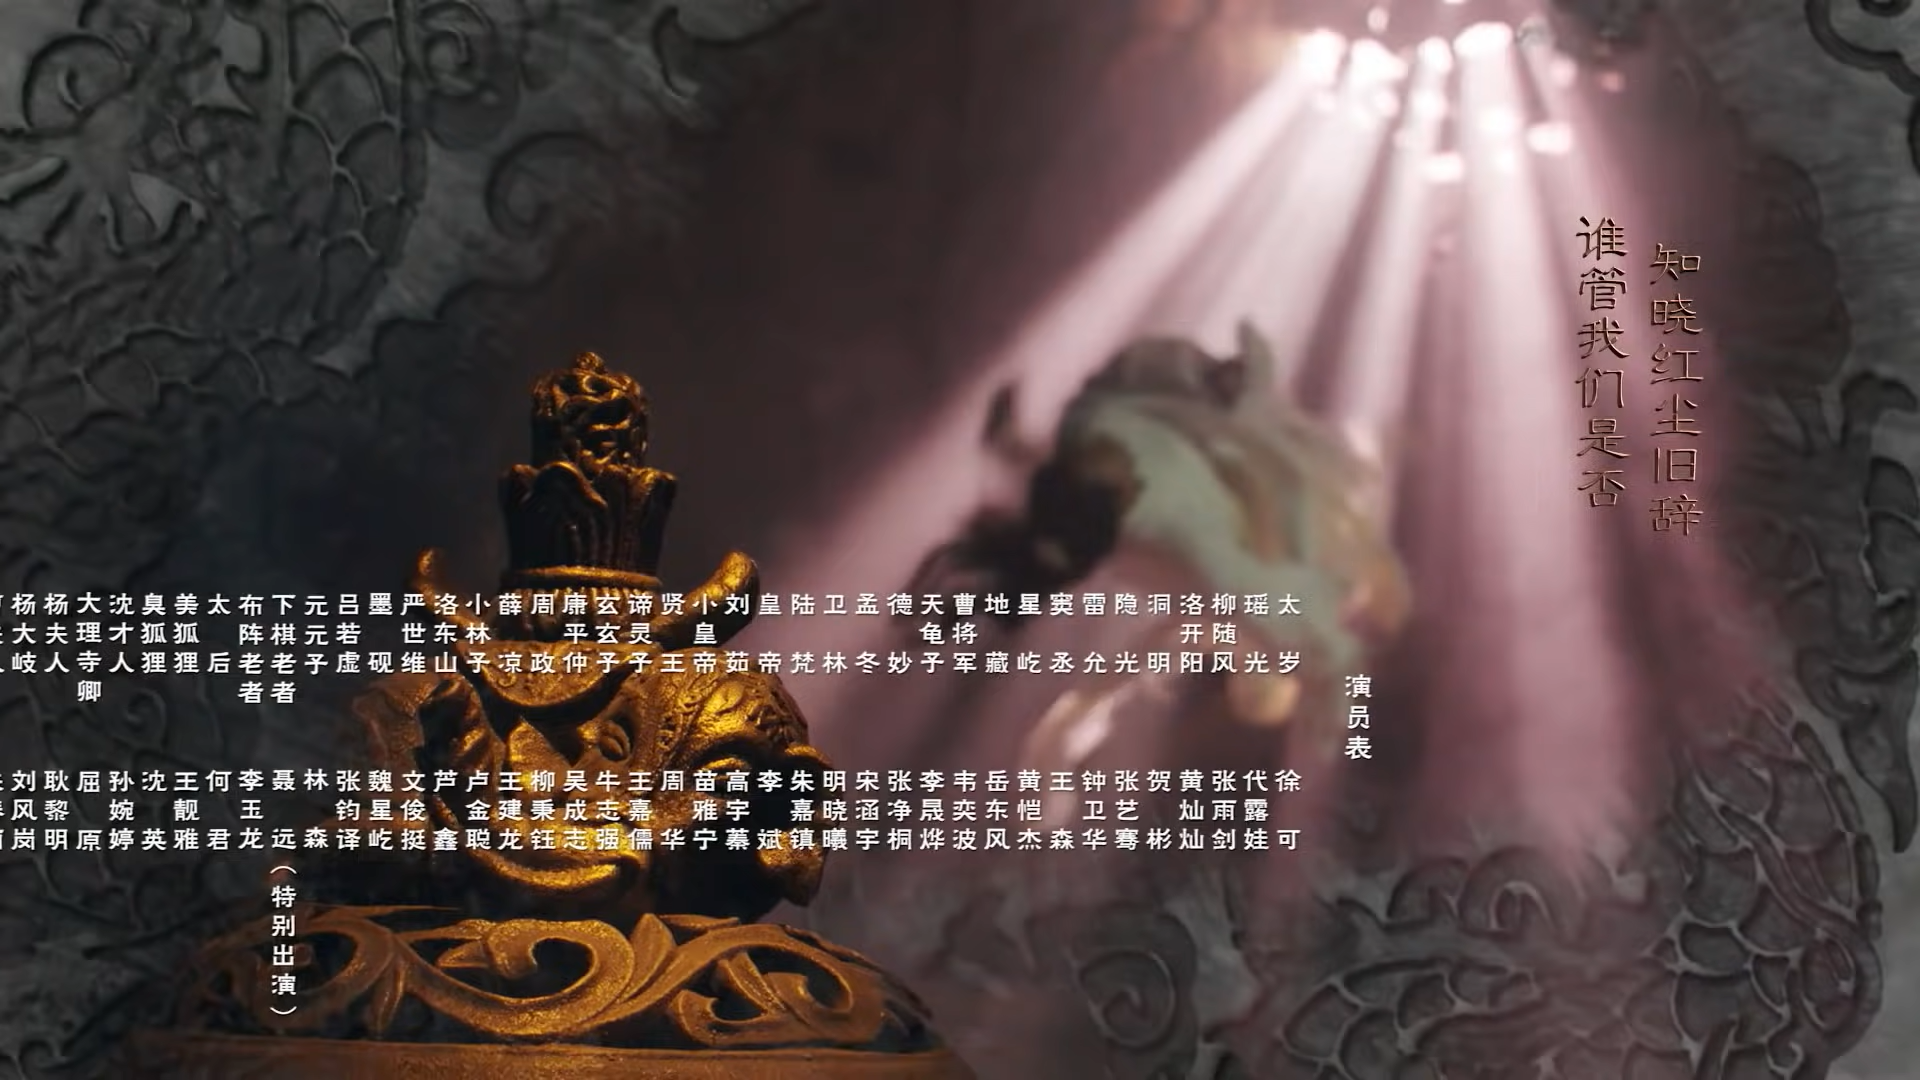 知晓红尘旧辞
谁管我们是否
演员表
太岁 徐可
瑶光 代露娃
柳随风 张雨剑
洛开阳 黄灿灿
洞明 贺彬
隐光 张艺骞
雷允 钟卫华
窦丞 王森
星屹 黄恺杰
地藏 岳东风
曹将军 韦奕波
天龟子 李晟烨
德妙 张净桐
孟冬 宋涵宇
卫林 明晓曦
陆梵 朱嘉镇
皇帝 李斌
刘茹 高宇蓁
小皇帝 苗雅宁
贤王 周华
谛灵子 王嘉儒
玄玄子 牛志强
康平仲 吴成志
周政 柳秉钰
薛凉 王建龙
小林子 卢金聪
洛东山 芦鑫
严世维 文俊挺
墨砚 魏星屹
吕若虚 张钧译
元元子 林森
下棋老者 聂远（特别出演）
布阵老者 李玉龙
太后 何君
美狐狸 王靓雅
臭狐狸 沈英
沈才人 孙婉婷
大理寺卿 屈原
杨夫人 耿黎明
杨大岐 刘风岗